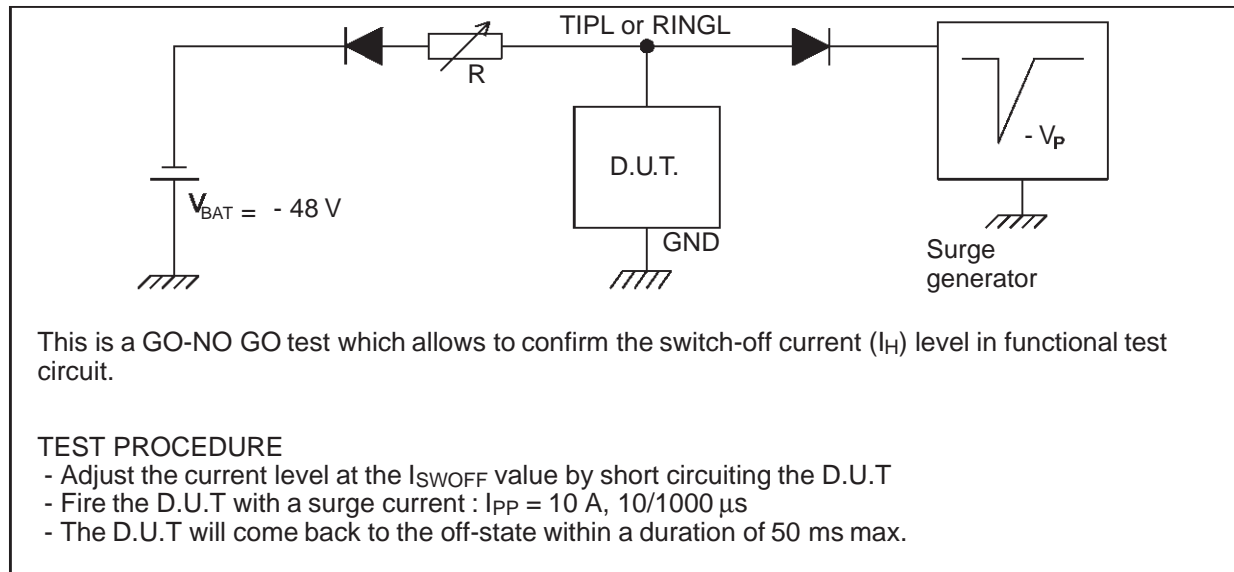 TIPL or RINGL
R
- VP
D.U.T.
VBAT = - 48 V
GND
Surge
generator
This is a GO-NO GO test which allows to confirm the switch-off current (IH) level in functional test
circuit.
TEST PROCEDURE
- Adjust the current level at the ISWOFF value by short circuiting the D.U.T
- Fire the D.U.T with a surge current : IPP = 10 A, 10/1000 μs
- The D.U.T will come back to the off-state within a duration of 50 ms max.